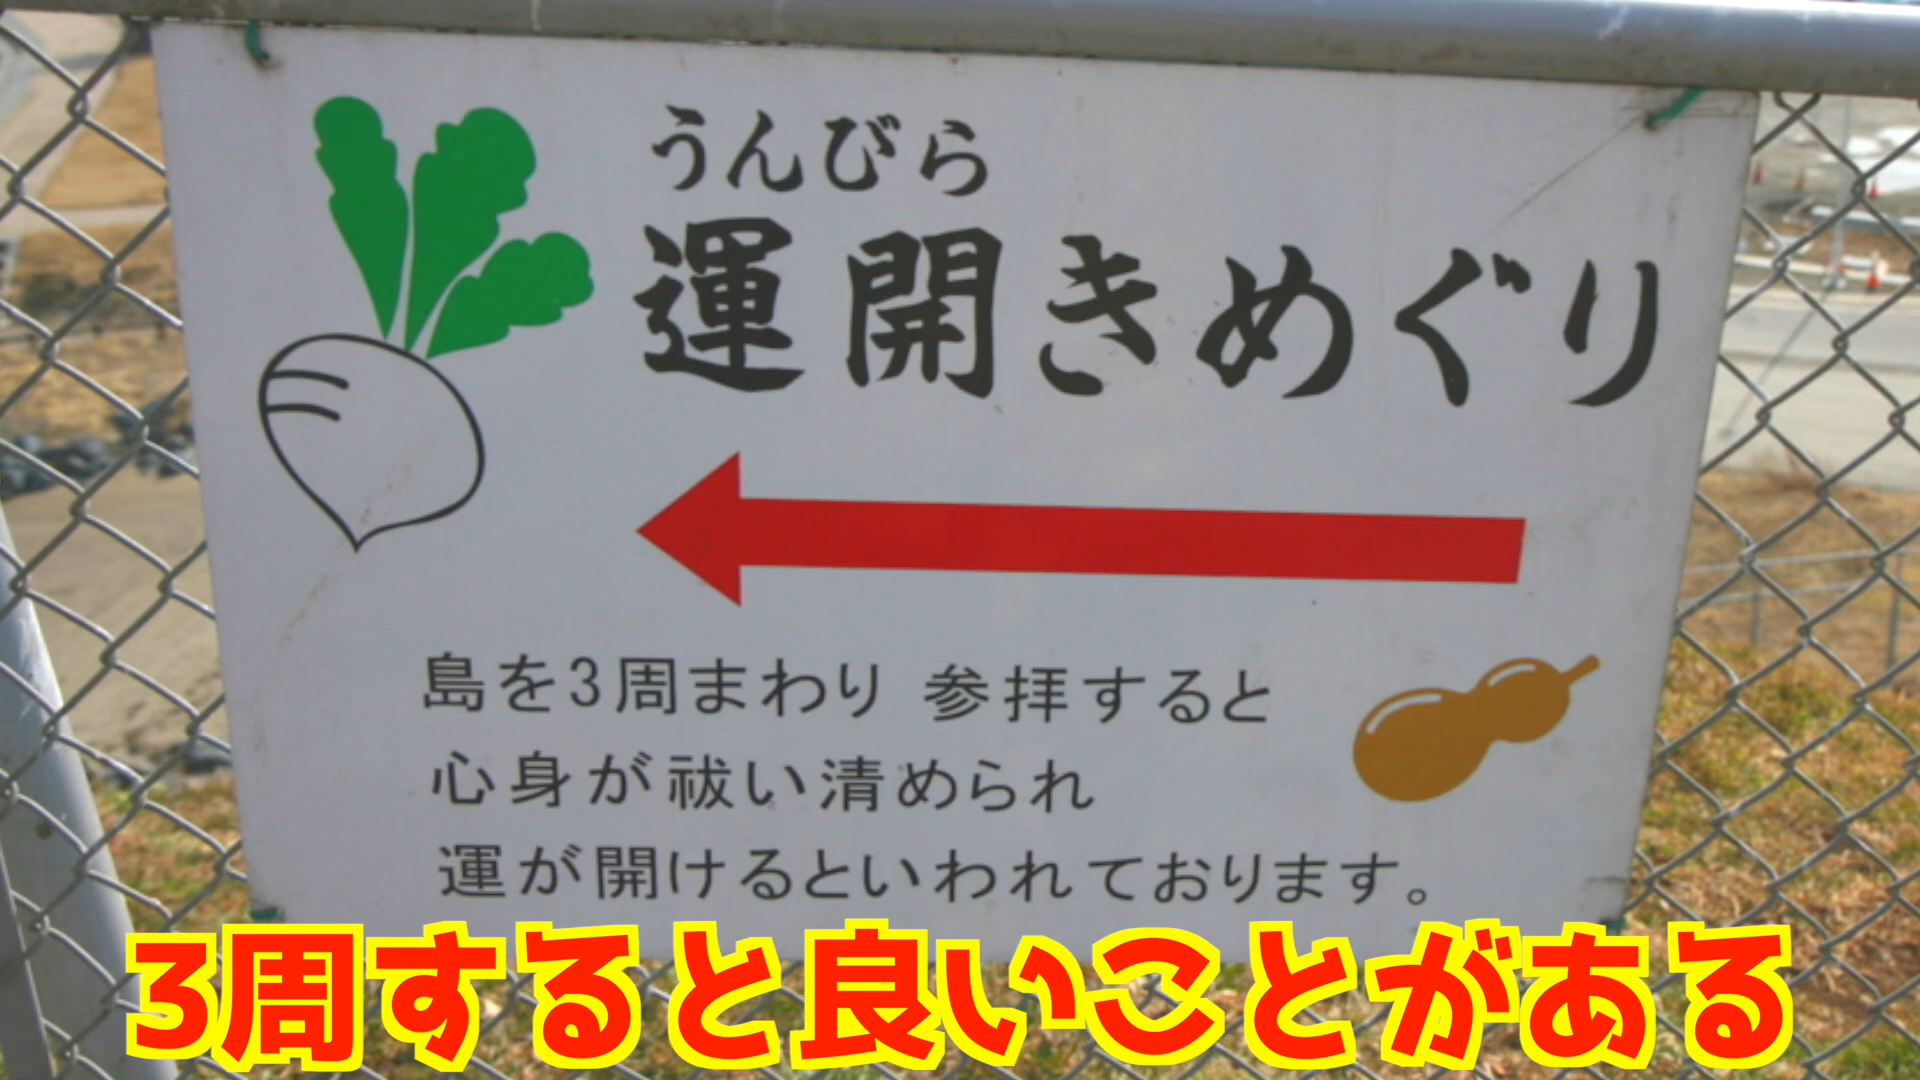 うんびら
運開きめぐり
島を3周まわり 参拝すると
心身が祓い清められ
運が開けるといわれております。
3周すると良いことがある